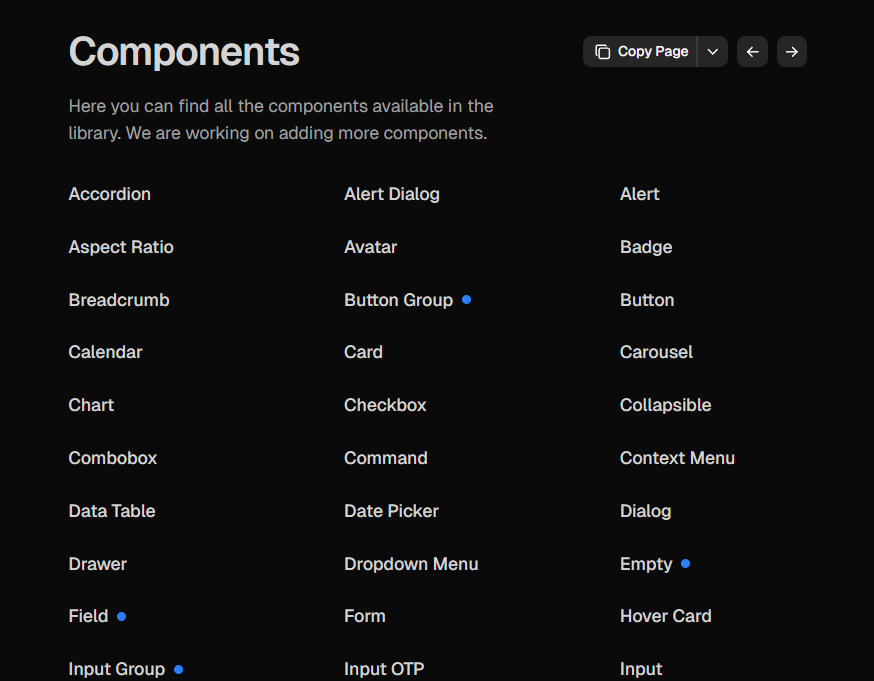 Components
Copy Page
Here you can find all the components available in the
library. We are working on adding more components.
Accordion
Alert Dialog
Alert
Aspect Ratio
Avatar
Badge
Breadcrumb
Button Group
Button
Calendar
Card
Carousel
Chart
Checkbox
Collapsible
Combobox
Command
Context Menu
Data Table
Date Picker
Dialog
Drawer
Dropdown Menu
Empty
Field
Form
Hover Card
Input Group
Input OTP
Input